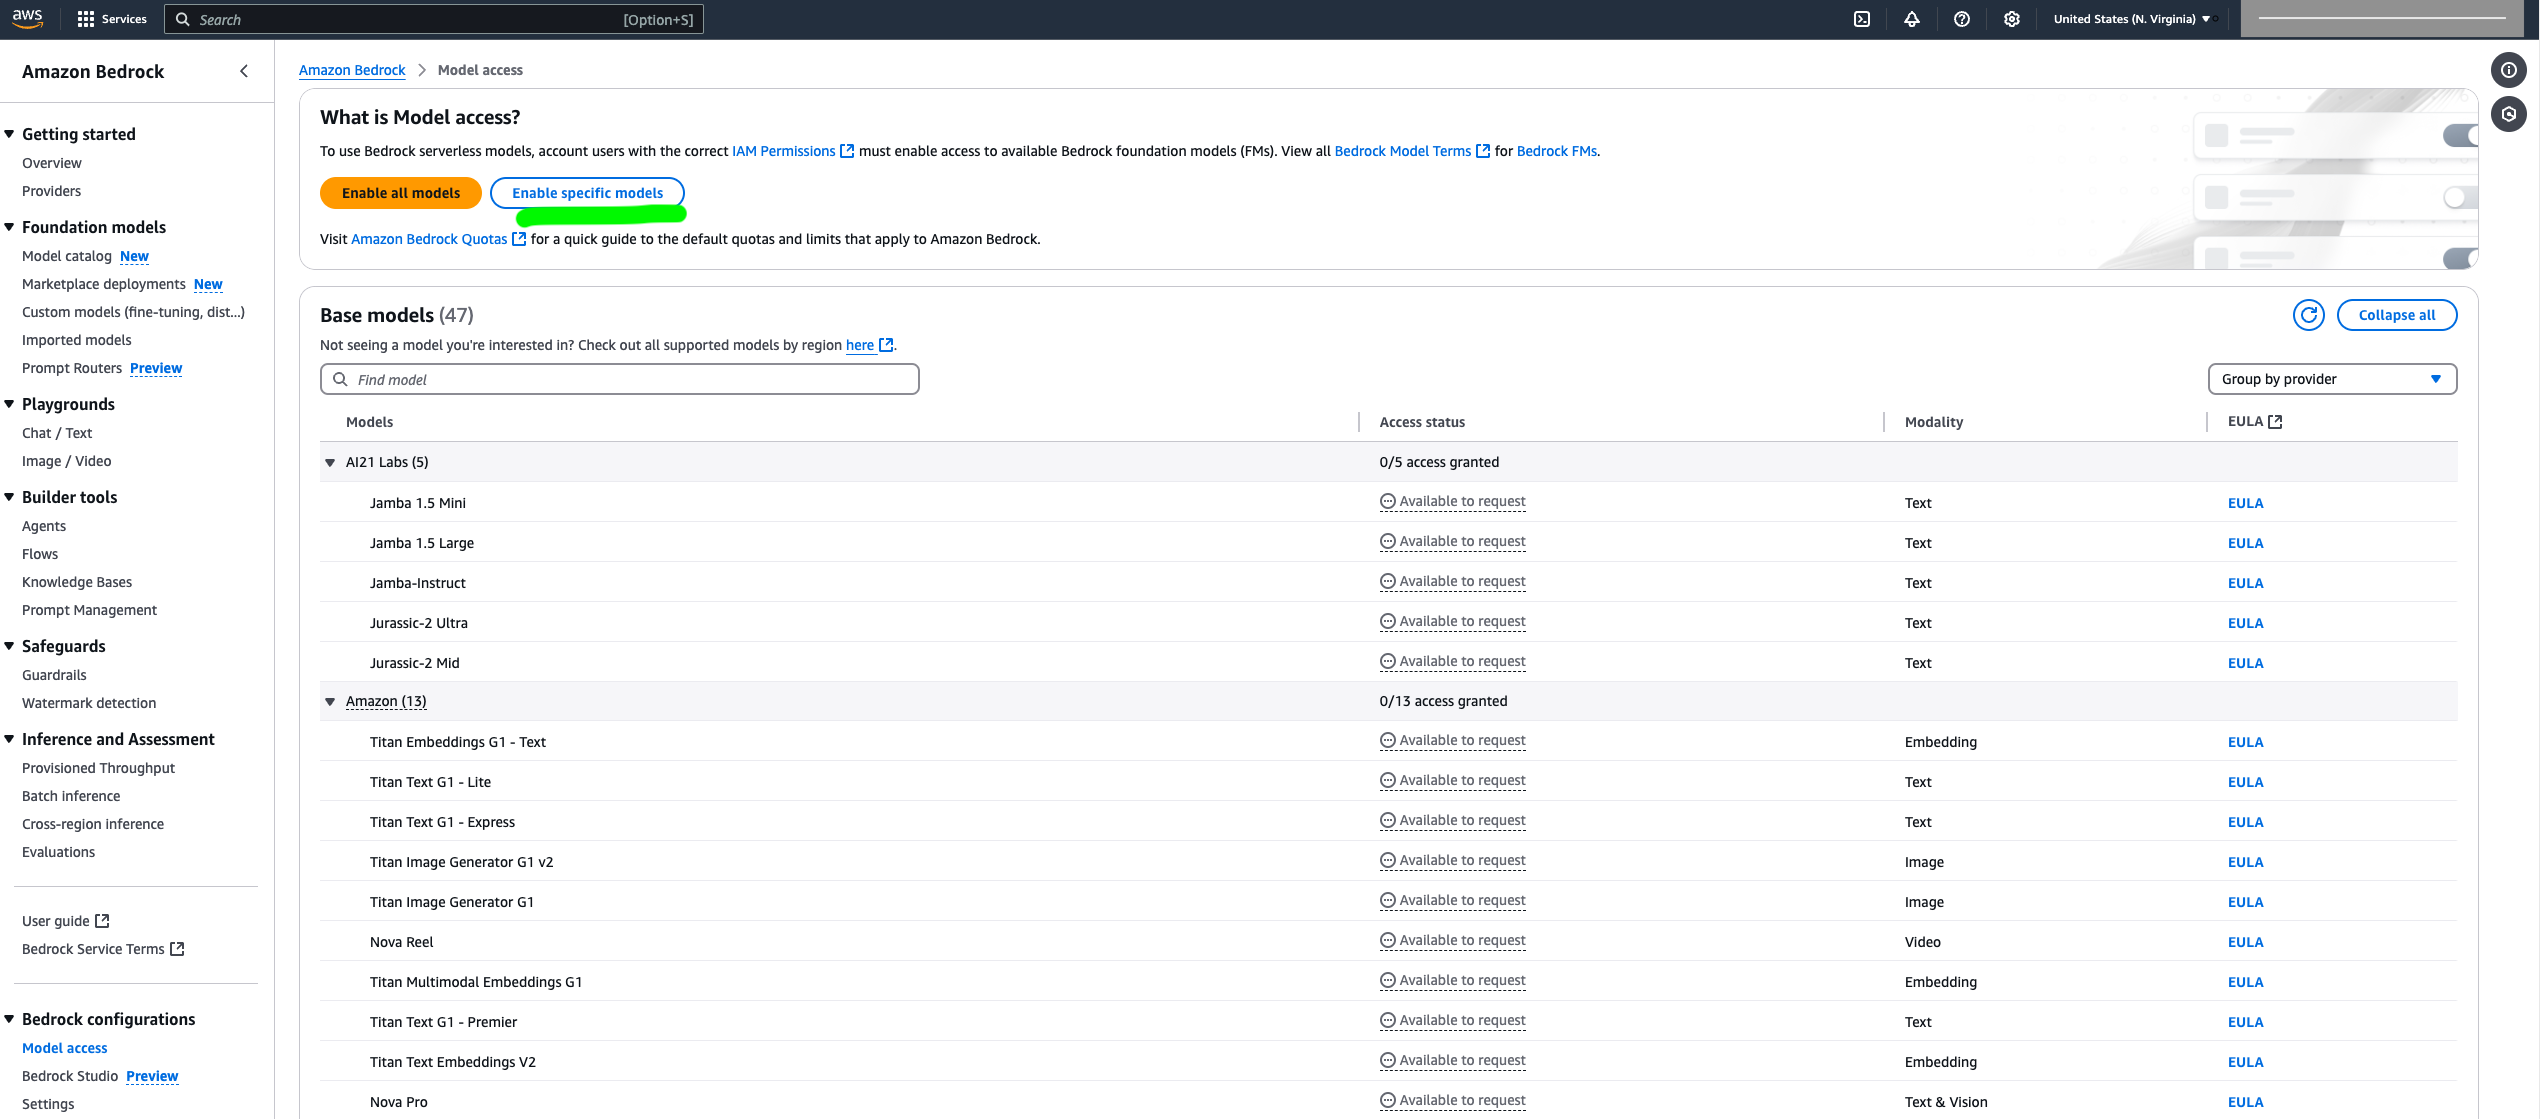 aws
Services
Search
[Option+S]
United States (N. Virginia)
Amazon Bedrock
Getting started
Overview
Providers
Foundation models
Model catalog New
Marketplace deployments New
Custom models (fine-tuning, dist...)
Imported models
Prompt Routers Preview
Playgrounds
Chat / Text
Image / Video
Builder tools
Agents
Flows
Knowledge Bases
Prompt Management
Safeguards
Guardrails
Watermark detection
Inference and Assessment
Provisioned Throughput
Batch inference
Cross-region inference
Evaluations
User guide
Bedrock Service Terms
Bedrock configurations
Model access
Bedrock Studio Preview
Settings
Amazon Bedrock > Model access
What is Model access?
To use Bedrock serverless models, account users with the correct IAM Permissions must enable access to available Bedrock foundation models (FMs). View all Bedrock Model Terms for Bedrock FMs.
Enable all models
Enable specific models
Visit Amazon Bedrock Quotas for a quick guide to the default quotas and limits that apply to Amazon Bedrock.
Base models (47)
Collapse all
Not seeing a model you're interested in? Check out all supported models by region here.
Find model
Group by provider
Models Access status Modality EULA
AI21 Labs (5) 0/5 access granted
Jamba 1.5 Mini Available to request Text EULA
Jamba 1.5 Large Available to request Text EULA
Jamba-Instruct Available to request Text EULA
Jurassic-2 Ultra Available to request Text EULA
Jurassic-2 Mid Available to request Text EULA
Amazon (13) 0/13 access granted
Titan Embeddings G1 - Text Available to request Embedding EULA
Titan Text G1 - Lite Available to request Text EULA
Titan Text G1 - Express Available to request Text EULA
Titan Image Generator G1 v2 Available to request Image EULA
Titan Image Generator G1 Available to request Image EULA
Nova Reel Available to request Video EULA
Titan Multimodal Embeddings G1 Available to request Embedding EULA
Titan Text G1 - Premier Available to request Text EULA
Titan Text Embeddings V2 Available to request Embedding EULA
Nova Pro Available to request Text & Vision EULA